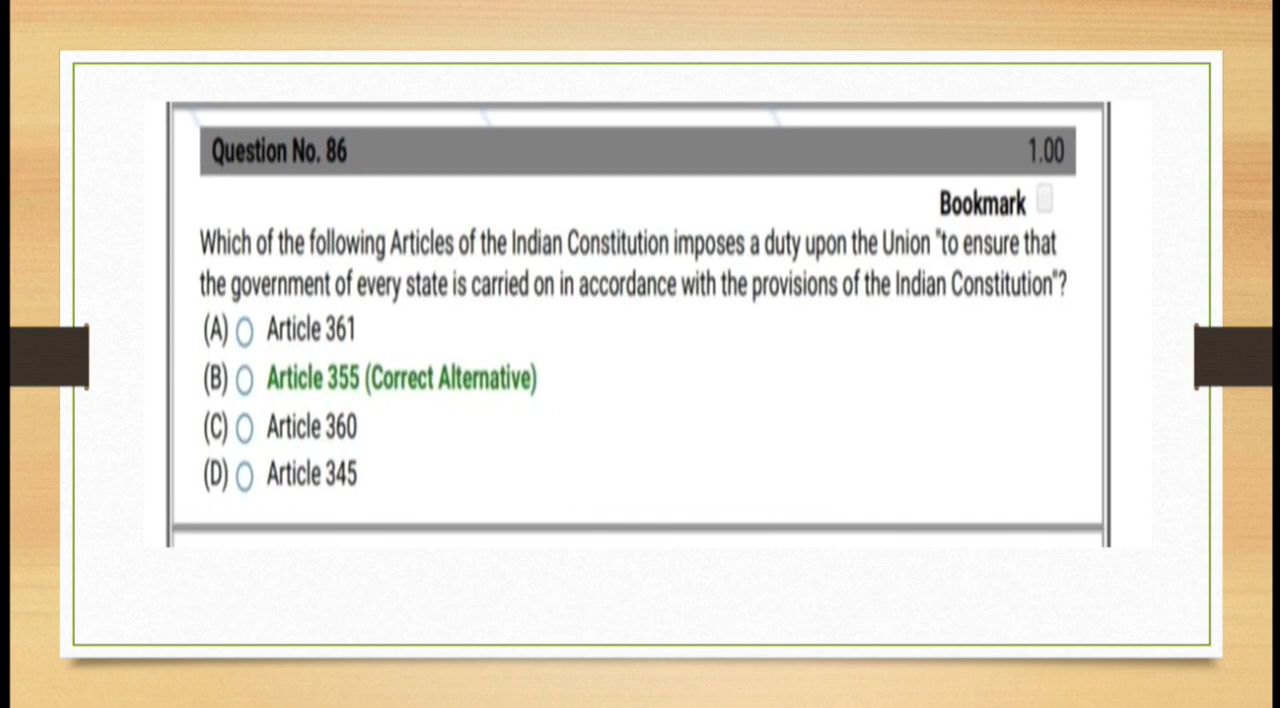 Question No. 86 1.00
Bookmark
Which of the following Articles of the Indian Constitution imposes a duty upon the Union "to ensure that
the government of every state is carried on in accordance with the provisions of the Indian Constitution"?
(A) Article 361
(B) Article 355 (Correct Alternative)
(C) Article 360
(D) Article 345